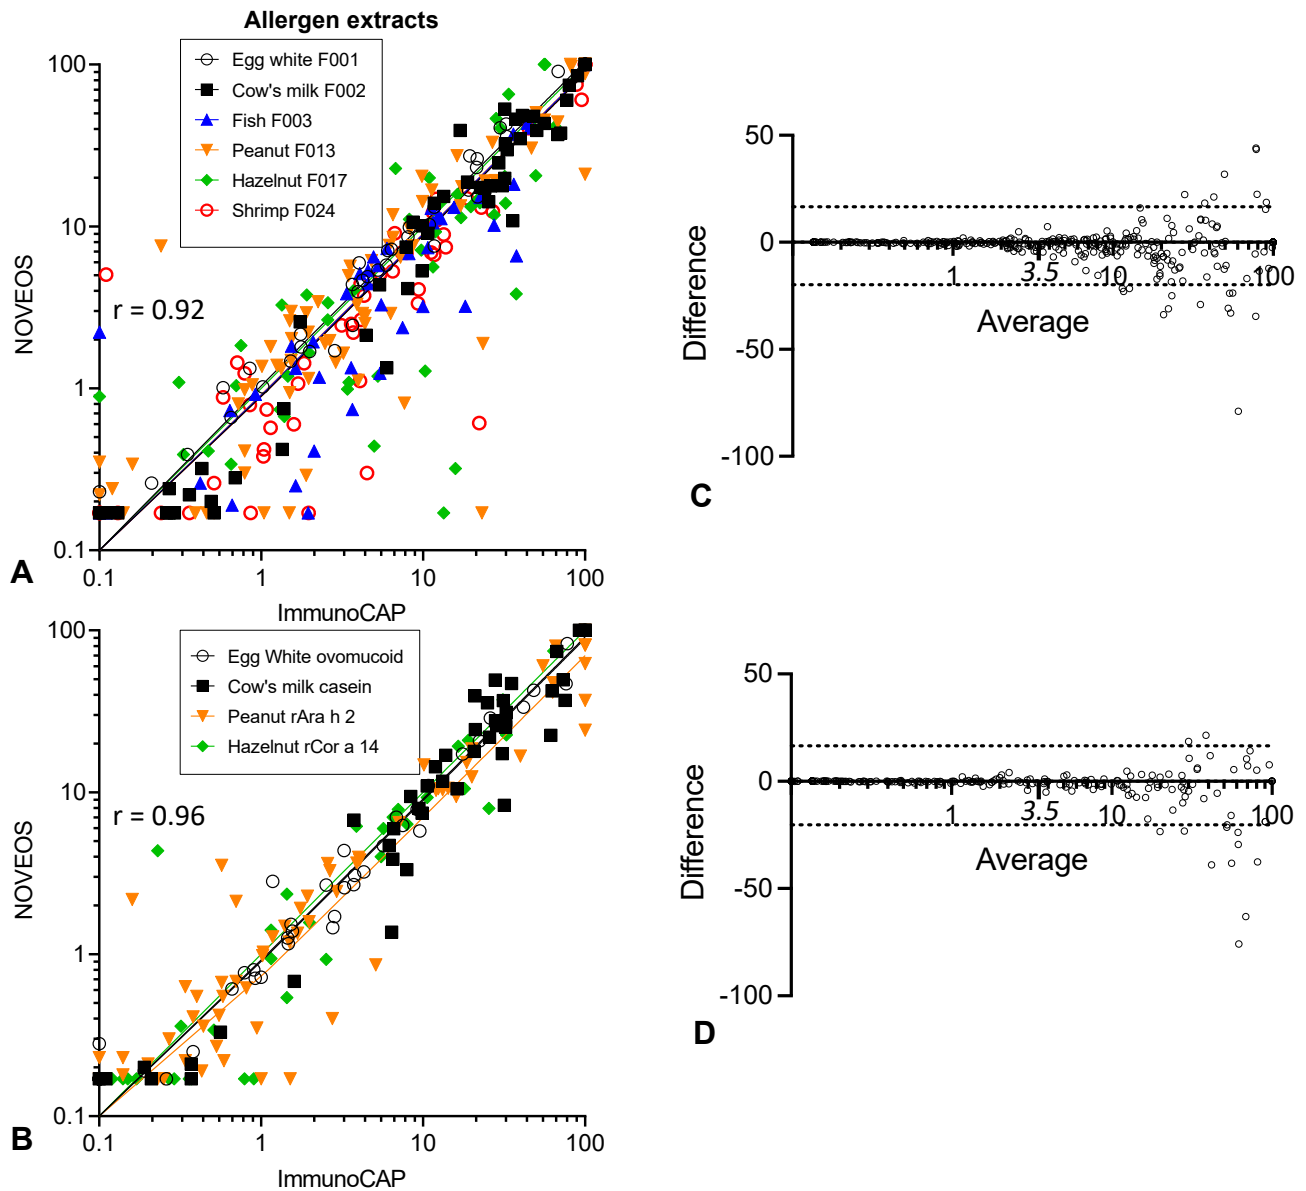 Allergen extracts
Egg white F001
Cow's milk F002
Fish F003
Peanut F013
Hazelnut F017
Shrimp F024
100
10
1
0.1
NOVEOS
r = 0.92
0.1
1
10
100
ImmunoCAP
A
50
0
-50
-100
Difference
1
3.5
10
100
Average
C
Egg White ovomucoid
Cow's milk casein
Peanut rAra h 2
Hazelnut rCor a 14
100
10
1
0.1
NOVEOS
r = 0.96
0.1
1
10
100
ImmunoCAP
B
50
0
-50
-100
Difference
1
3.5
10
100
Average
D